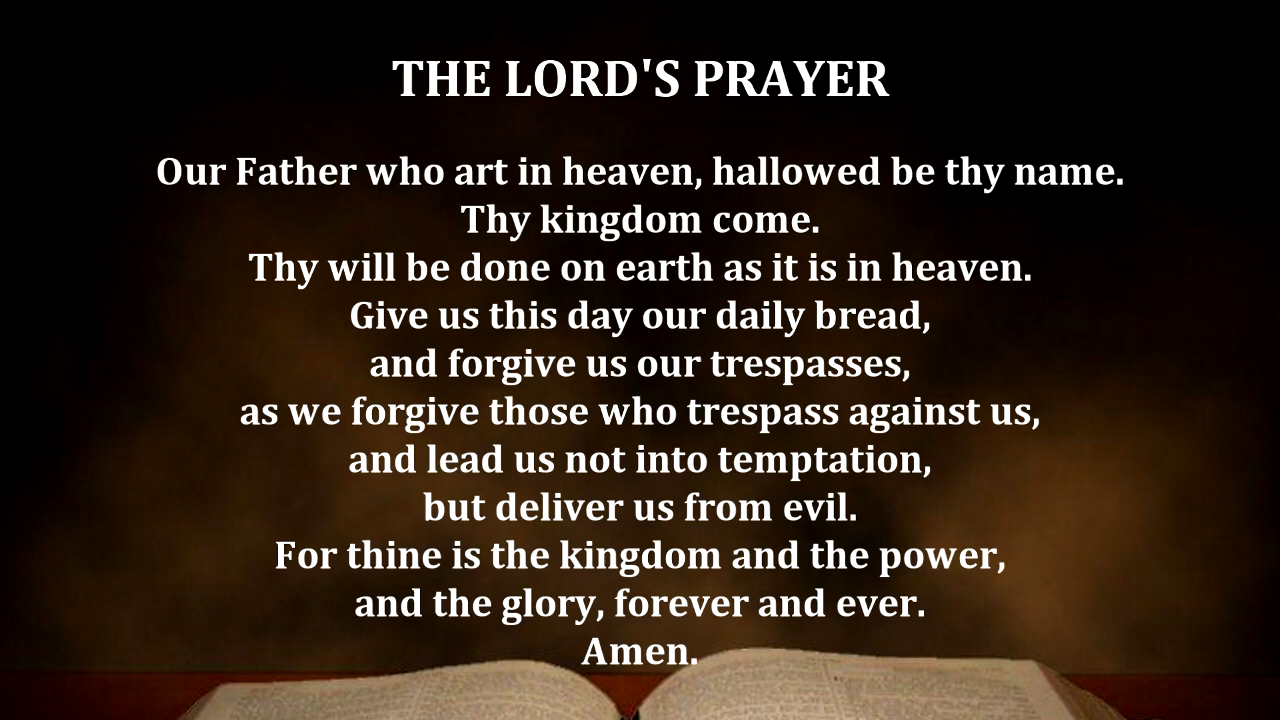 THE LORD'S PRAYER
Our Father who art in heaven, hallowed be thy name.
Thy kingdom come.
Thy will be done on earth as it is in heaven.
Give us this day our daily bread,
and forgive us our trespasses,
as we forgive those who trespass against us,
and lead us not into temptation,
but deliver us from evil.
For thine is the kingdom and the power,
and the glory, forever and ever.
Amen.